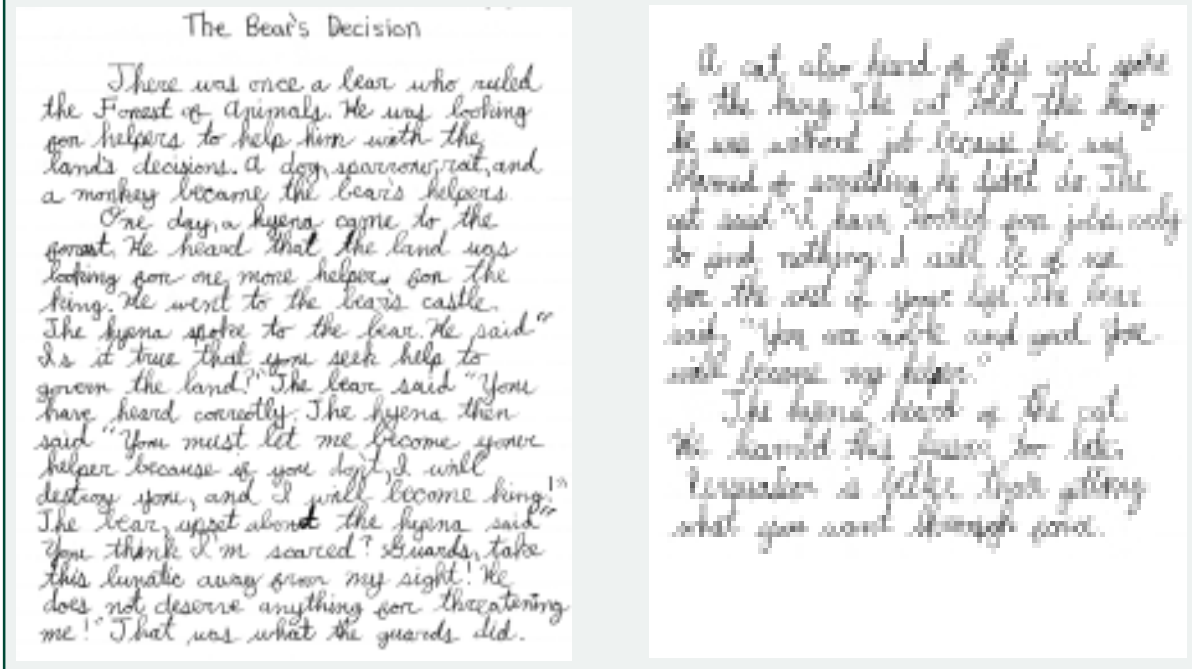 The Bear's Decision
There was once a bear who ruled
the Forrest of Animals. He was looking
for helpers to help him with the
land's decisions. A dog, sparrow, rat, and
a monkey became the bear's helpers.
One day, a hyena came to the
forest. He heard that the land was
looking for one more helper for the
king. He went to the bear's castle.
The hyena spoke to the bear. He said "
Is it true that you seek help to
govern the land?" The bear said "You
have heard correctly. The hyena then
said "You must let me become your
helper because if you don't, I will
destroy you, and I will become king!"
The bear, upset about the hyena said"
You think I'm scared? Guards, take
this lunatic away from my sight! He
does not deserve anything for threatening
me!" That was what the guards did.
A cat also heard of this and spoke
to the king. The cat told the king
he was without job because he was
blamed of something he didn't do. The
cat said "I have looked for jobs, only
to find nothing. I will be of use
for the rest of your life." The bear
said, "You are noble and good. You
will become my helper."
The hyena heard of the cat.
He learned this lesson too late.
Persuasion is better than getting
what you want through force.